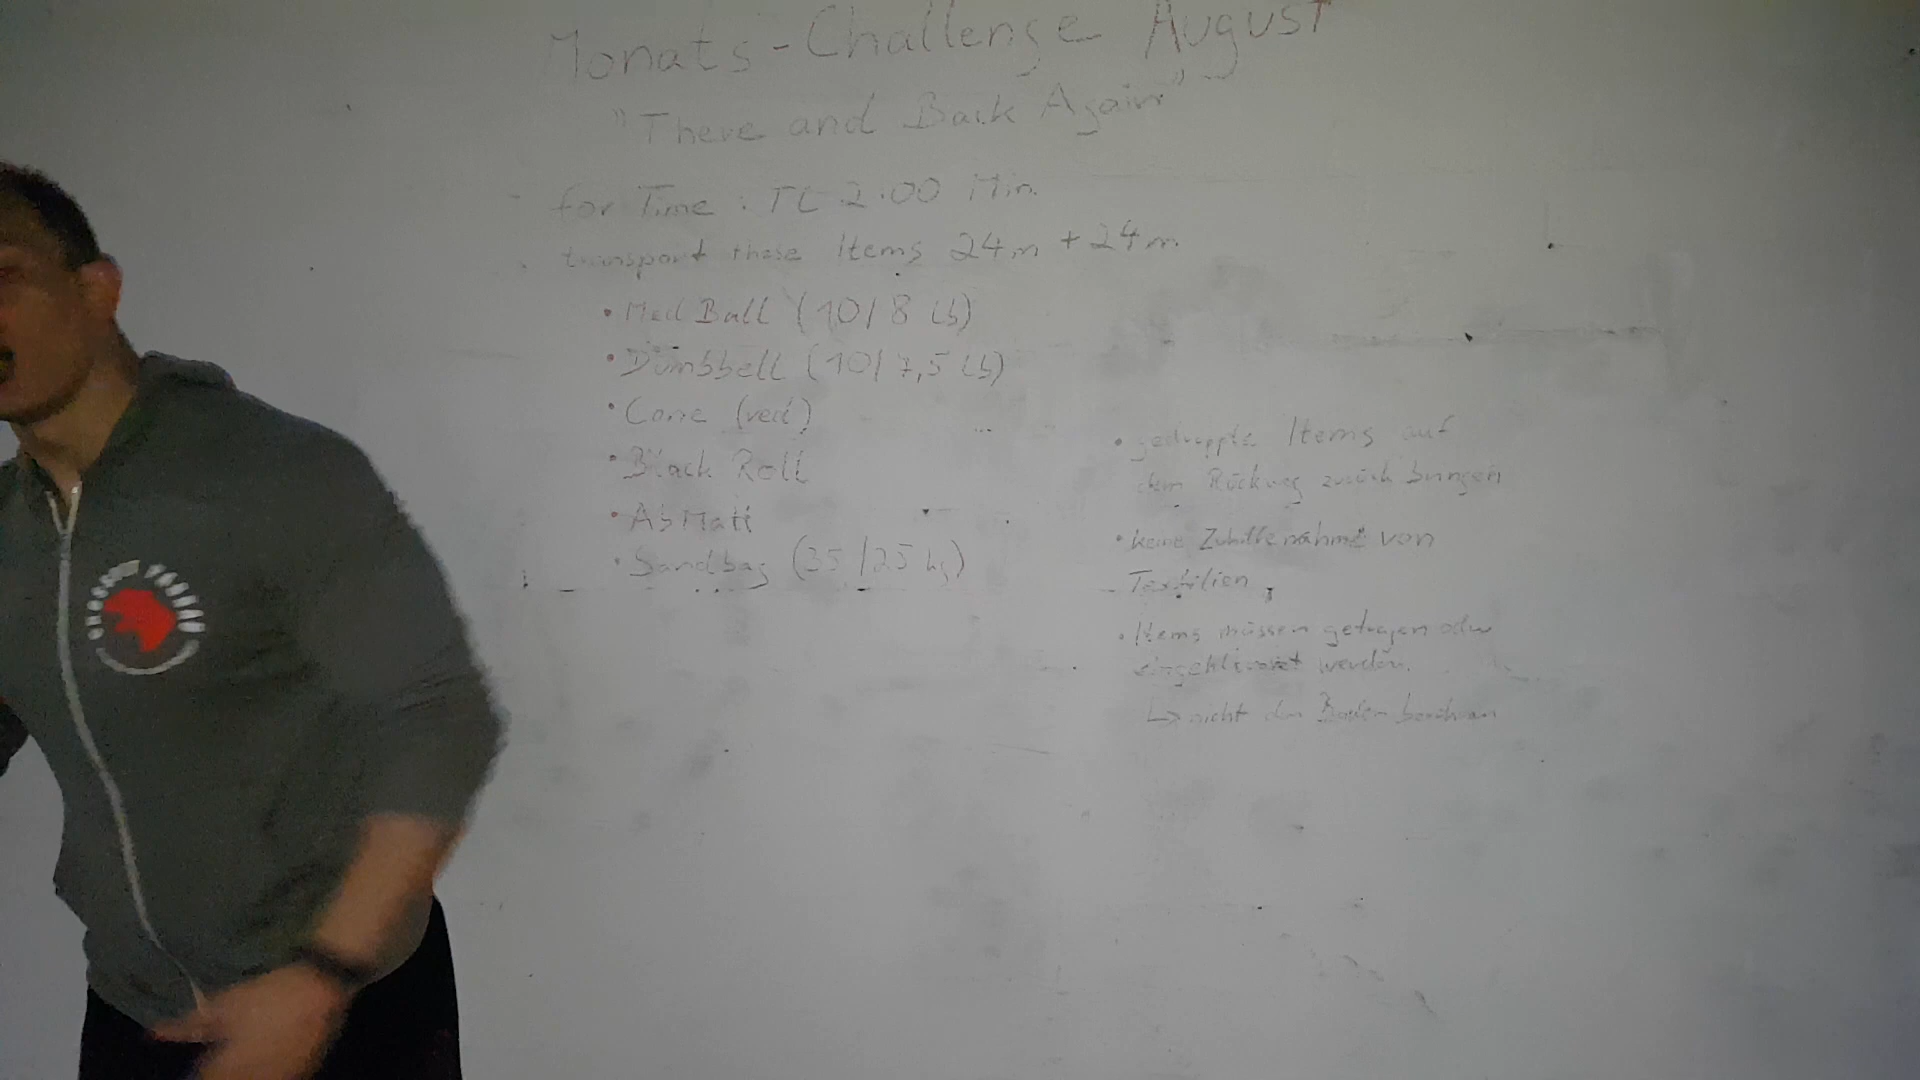 Monats-Challenge August
"There and Back Again"
for Time: TC 2:00 Min.
transport these Items 24m + 24m
• Med Ball (10/8 Lb)
• Dumbbell (10/7,5 Lb)
• Cone (red)
• Black Roll
• AbMatt
• Sandbag (35/25 kg)
• gedroppte Items auf
dem Rückweg zurück bringen
• keine Zuhilfenahme von
Textilien
• Items müssen getragen oder
werden.
↳ nicht den Boden berühren